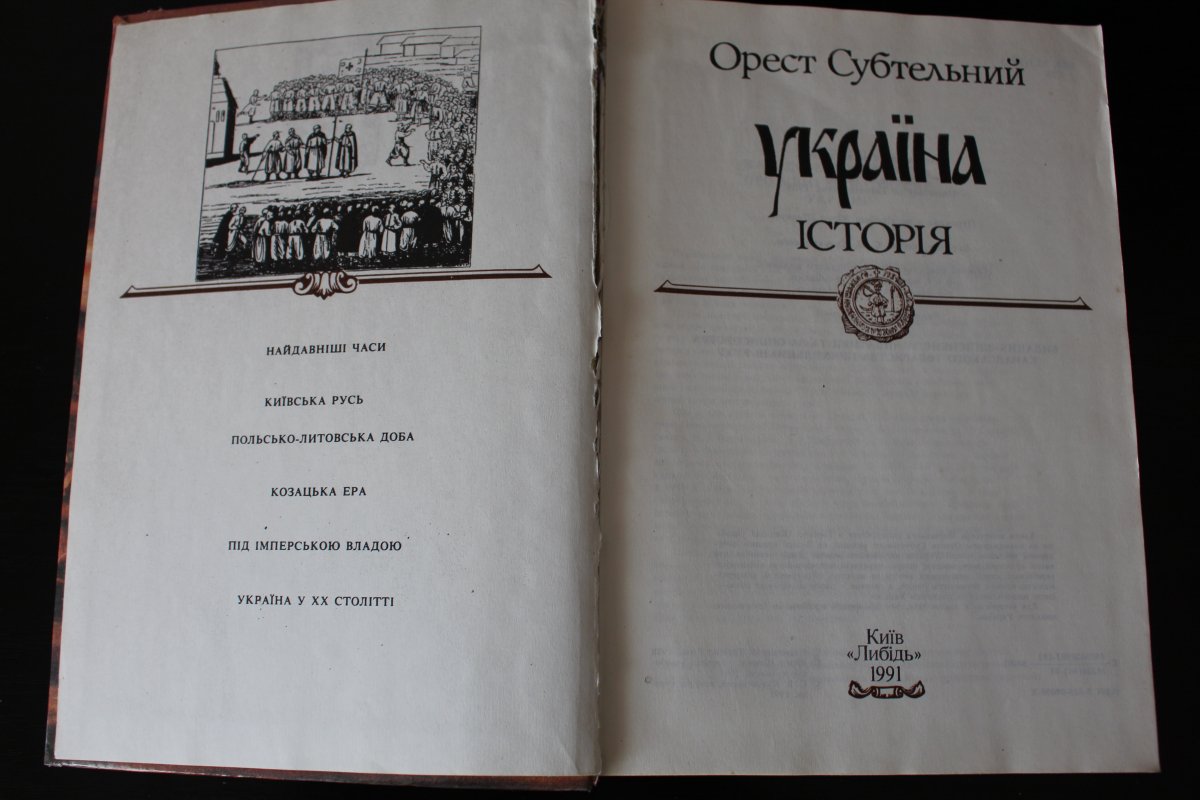 НАЙДАВНІШІ ЧАСИ
КИЇВСЬКА РУСЬ
ПОЛЬСЬКО-ЛИТОВСЬКА ДОБА
КОЗАЦЬКА ЕРА
ПІД ІМПЕРСЬКОЮ ВЛАДОЮ
УКРАЇНА У XX СТОЛІТТІ
Орест Субтельний
УКРАЇНА
ІСТОРІЯ
Київ
«Либідь»
1991